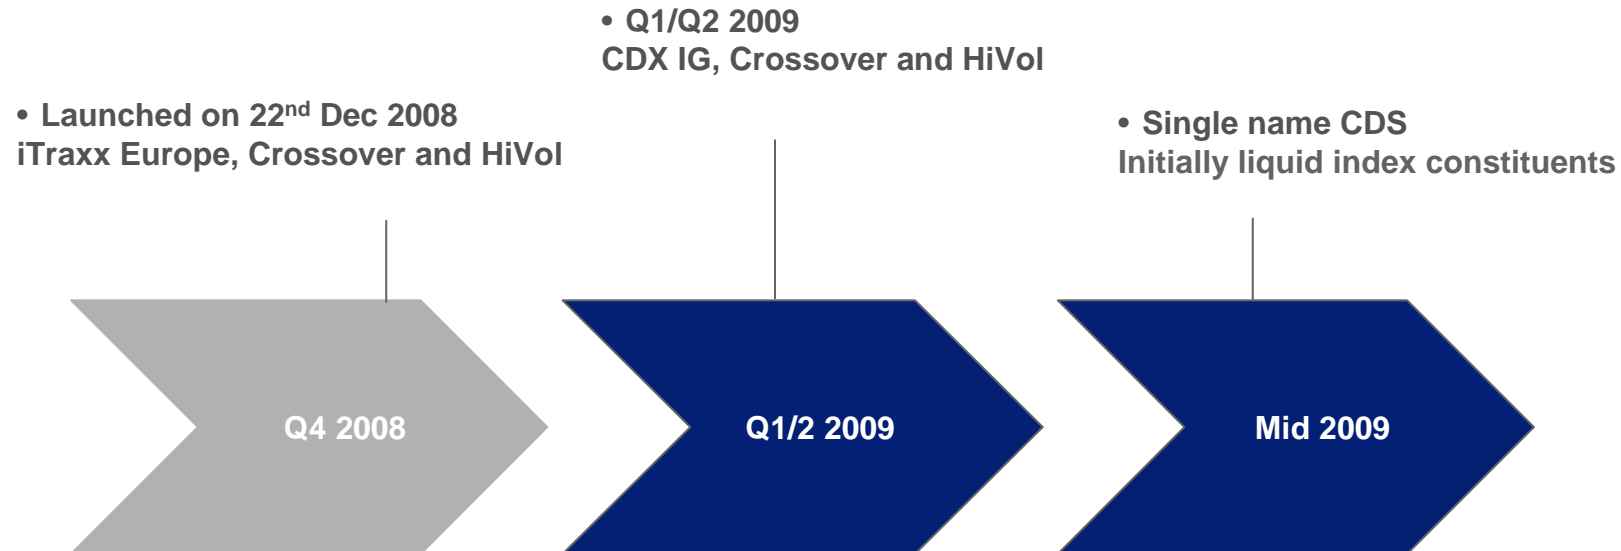 • Launched on 22nd Dec 2008
iTraxx Europe, Crossover and HiVol
• Q1/Q2 2009
CDX IG, Crossover and HiVol
• Single name CDS
Initially liquid index constituents
Q4 2008
Q1/2 2009
Mid 2009